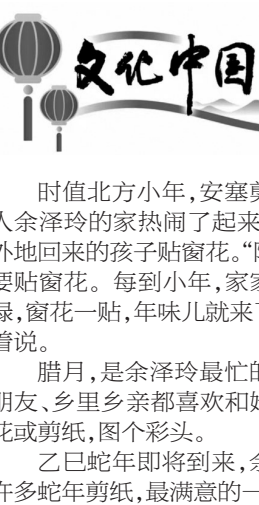 文化中国
时值北方小年，安塞剪
人余泽玲的家热闹了起来
外地回来的孩子贴窗花。“
要贴窗花。每到小年，家家
碌，窗花一贴，年味儿就来了
着说。
腊月，是余泽玲最忙的
朋友、乡里乡亲都喜欢和她
花或剪纸，图个彩头。
乙巳蛇年即将到来，余
许多蛇年剪纸，最满意的一